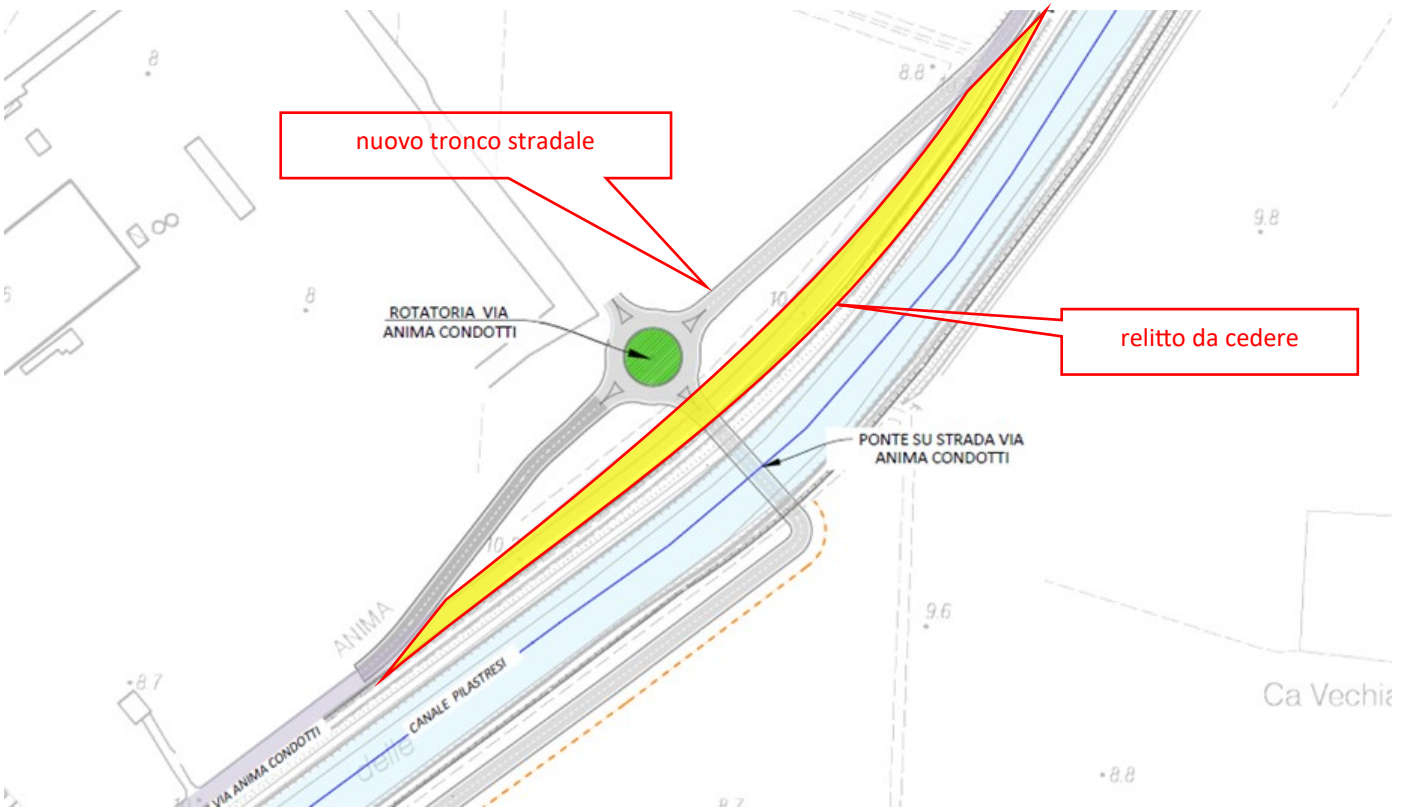 8
8.8
nuovo tronco stradale
9.8
8
ROTATORIA VIA
ANIMA CONDOTTI
10.
relitto da cedere
PONTE SU STRADA VIA
ANIMA CONDOTTI
10.
ANIMA
9.6
8.7
CANALE PILASTRESI
Ca Vechia
VIA ANIMA CONDOTTI
delle
8.8
8.7